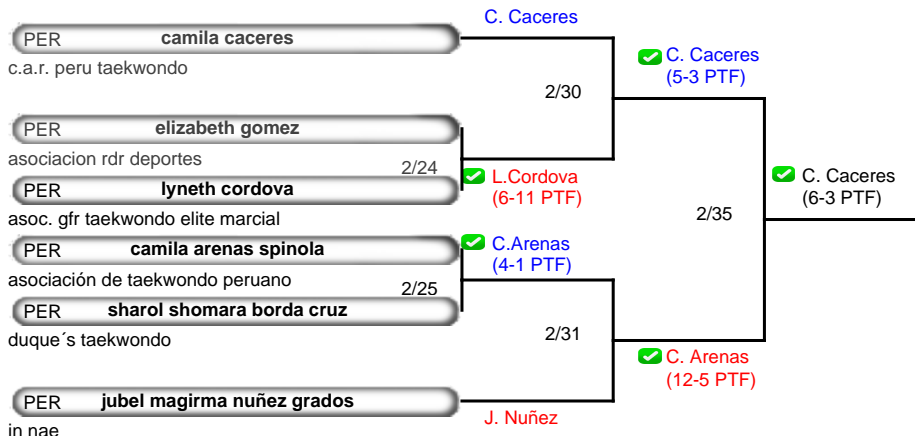 C. Caceres
PER camila caceres
c.a.r. peru taekwondo
C. Caceres
(5-3 PTF)
2/30
PER elizabeth gomez
asociacion rdr deportes
2/24
L.Cordova
(6-11 PTF)
PER lyneth cordova
asoc. gfr taekwondo elite marcial
C. Caceres
(6-3 PTF)
2/35
PER camila arenas spinola
asociación de taekwondo peruano
C.Arenas
(4-1 PTF)
2/25
PER sharol shomara borda cruz
duque´s taekwondo
2/31
C. Arenas
(12-5 PTF)
PER jubel magirma nuñez grados
in nae
J. Nuñez